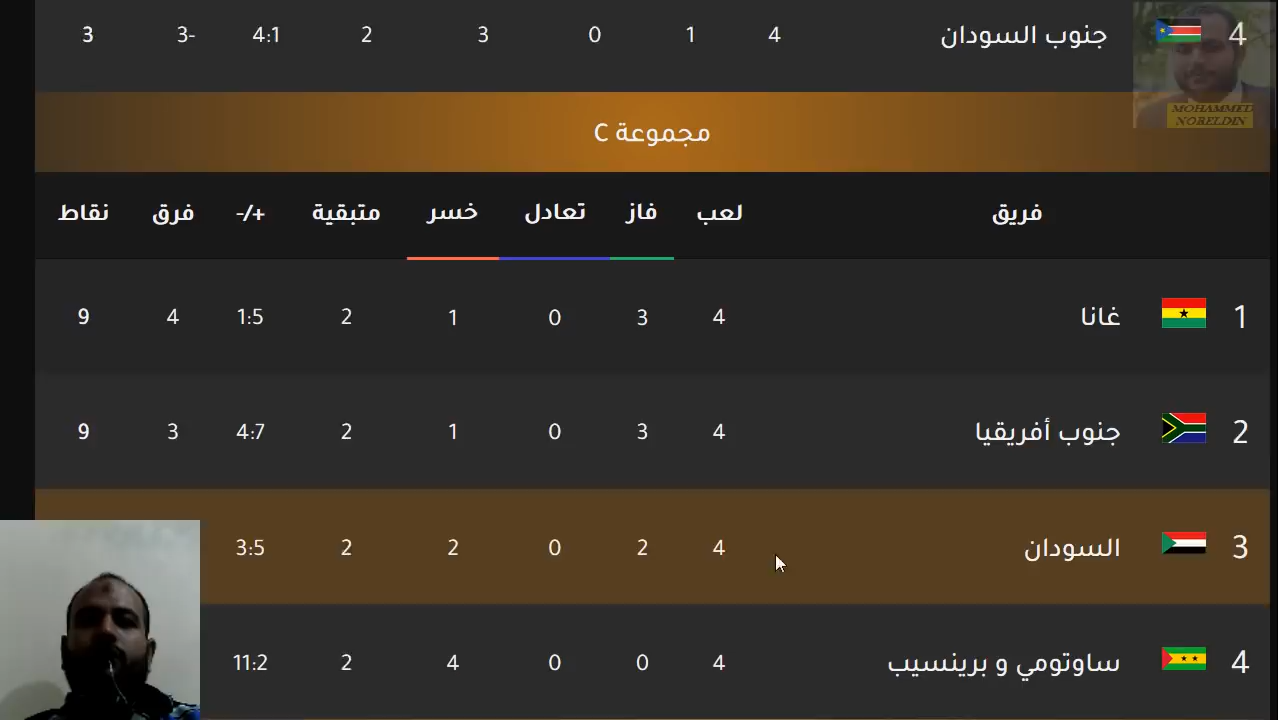 4 جنوب السودان 4 1 0 3 2 4:1 3- 3
MOHAMMED
NORELDIN
مجموعة C
فريق لعب فاز تعادل خسر متبقية +/- فرق نقاط
1 غانا 4 3 0 1 2 1:5 4 9
2 جنوب أفريقيا 4 3 0 1 2 4:7 3 9
3 السودان 4 2 0 2 2 3:5
4 ساوتومي و برينسيب 4 0 0 4 2 11:2